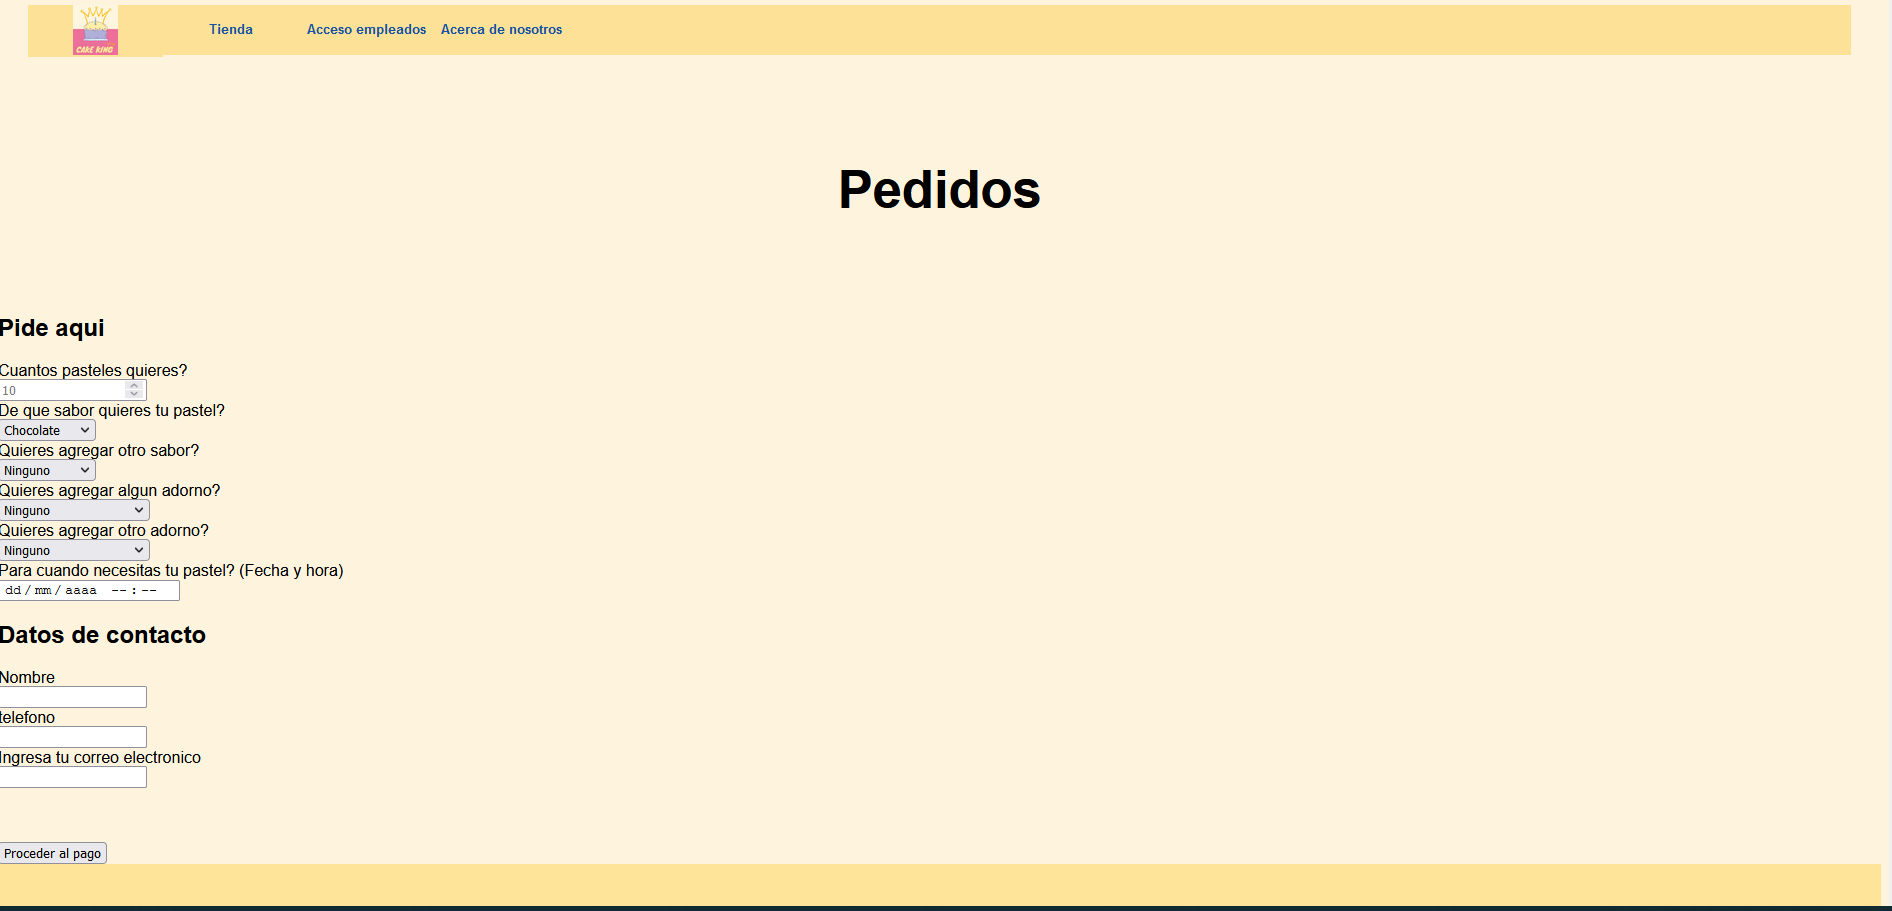 CAKE KING
Tienda Acceso empleados Acerca de nosotros
Pedidos
Pide aqui
Cuantos pasteles quieres?
10
De que sabor quieres tu pastel?
Chocolate
Quieres agregar otro sabor?
Ninguno
Quieres agregar algun adorno?
Ninguno
Quieres agregar otro adorno?
Ninguno
Para cuando necesitas tu pastel? (Fecha y hora)
dd / mm / aaaa -- : --
Datos de contacto
Nombre
telefono
Ingresa tu correo electronico
Proceder al pago